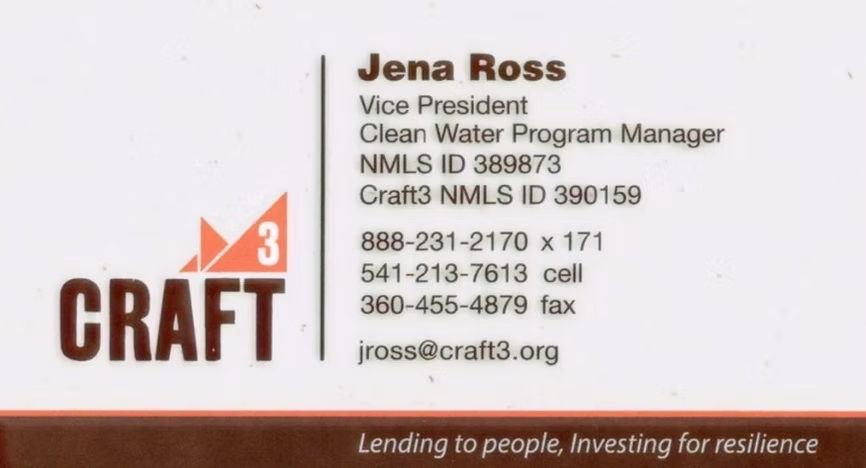 Jena Ross
Vice President
Clean Water Program Manager
NMLS ID 389873
Craft3 NMLS ID 390159
888-231-2170 x 171
541-213-7613 cell
360-455-4879 fax
jross@craft3.org
3
CRAFT
Lending to people, Investing for resilience